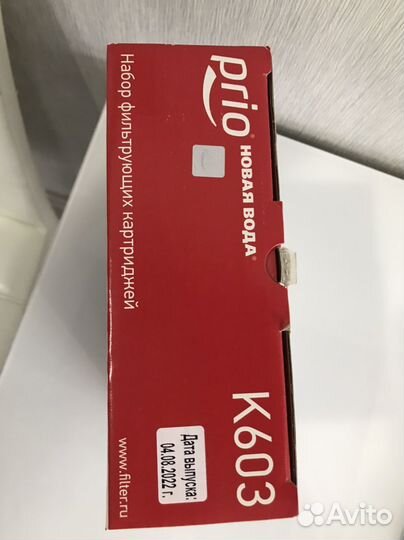 prio®
НОВАЯ ВОДА®
Набор фильтрующих картриджей
K603
Дата выпуска:
04.08.2022 г.
www.filter.ru
Avito